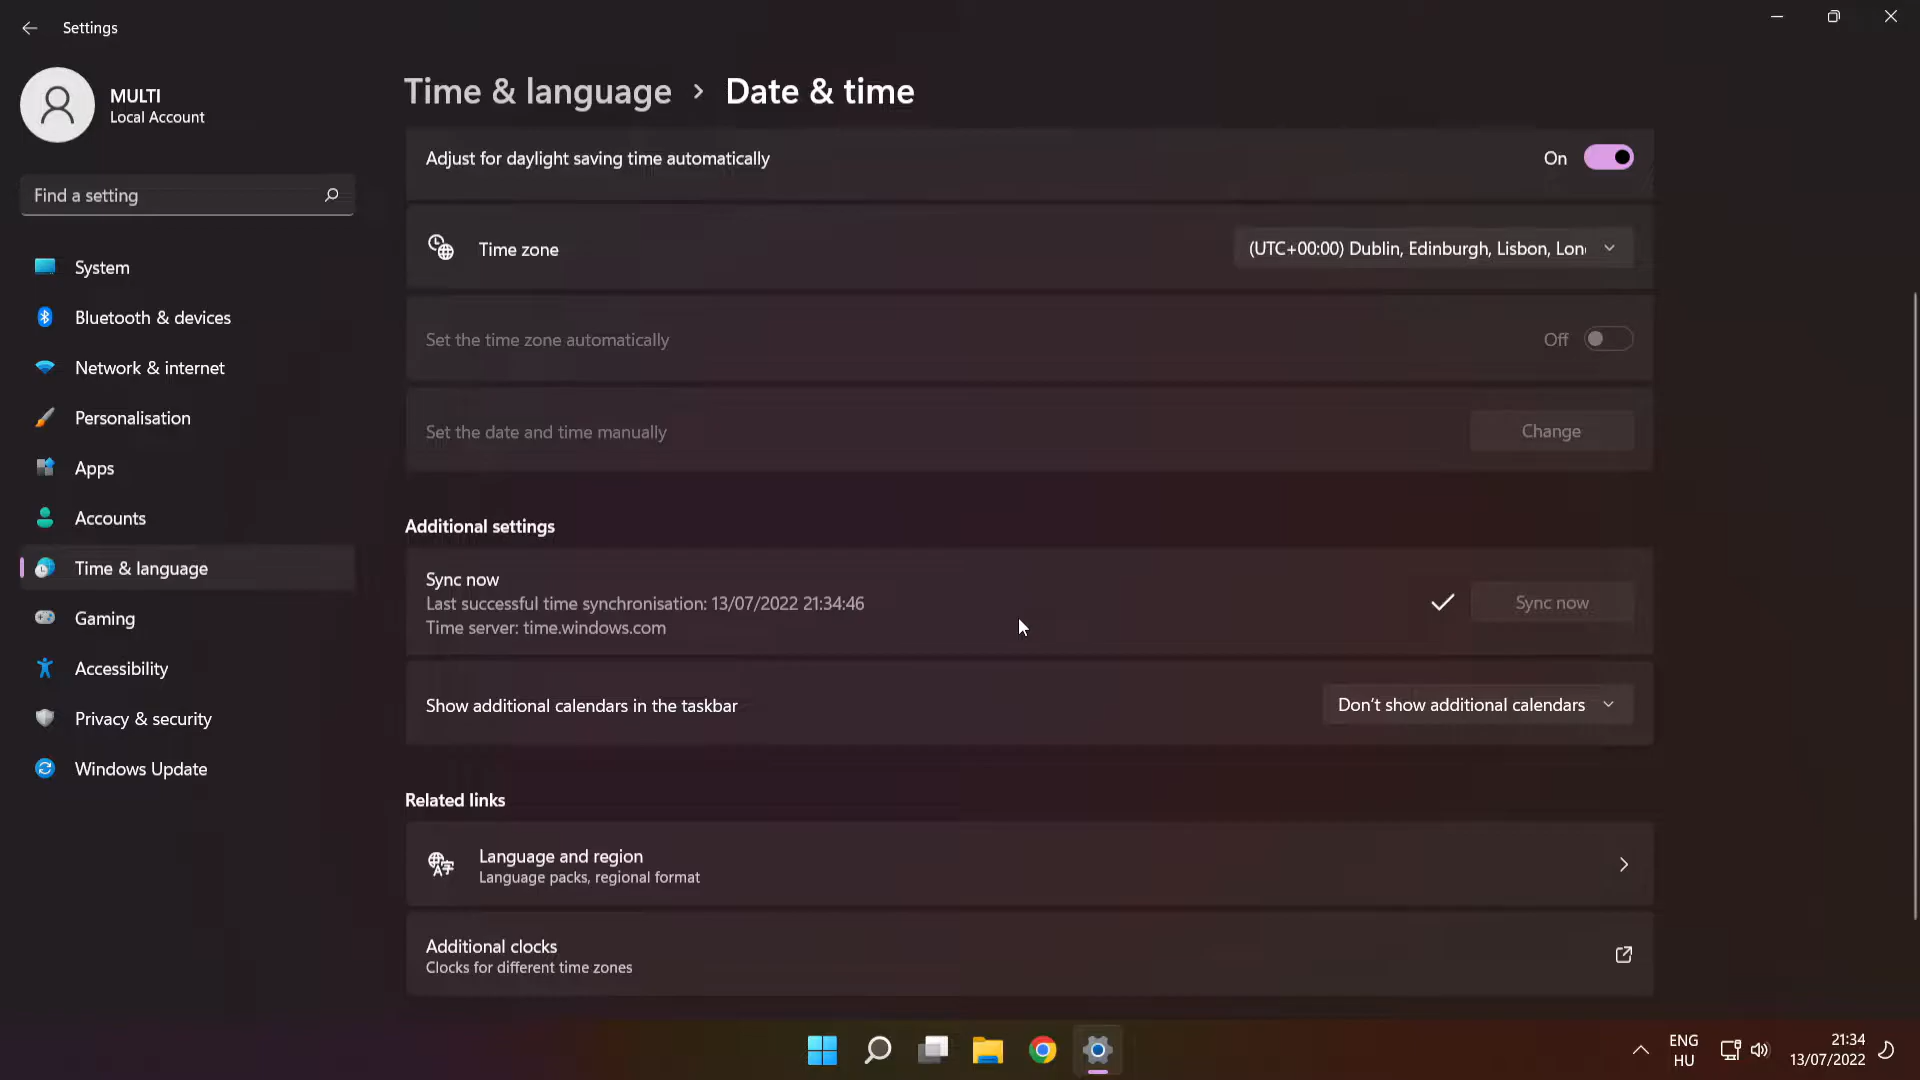 Settings
MULTI
Local Account
Find a setting
System
Bluetooth & devices
Network & internet
Personalisation
Apps
Accounts
Time & language
Gaming
Accessibility
Privacy & security
Windows Update
Time & language > Date & time
Adjust for daylight saving time automatically On
Time zone (UTC+00:00) Dublin, Edinburgh, Lisbon, Lon
Set the time zone automatically Off
Set the date and time manually Change
Additional settings
Sync now
Last successful time synchronisation: 13/07/2022 21:34:46
Time server: time.windows.com
Sync now
Show additional calendars in the taskbar Don't show additional calendars
Related links
Language and region
Language packs, regional format
Additional clocks
Clocks for different time zones
ENG
HU
21:34
13/07/2022